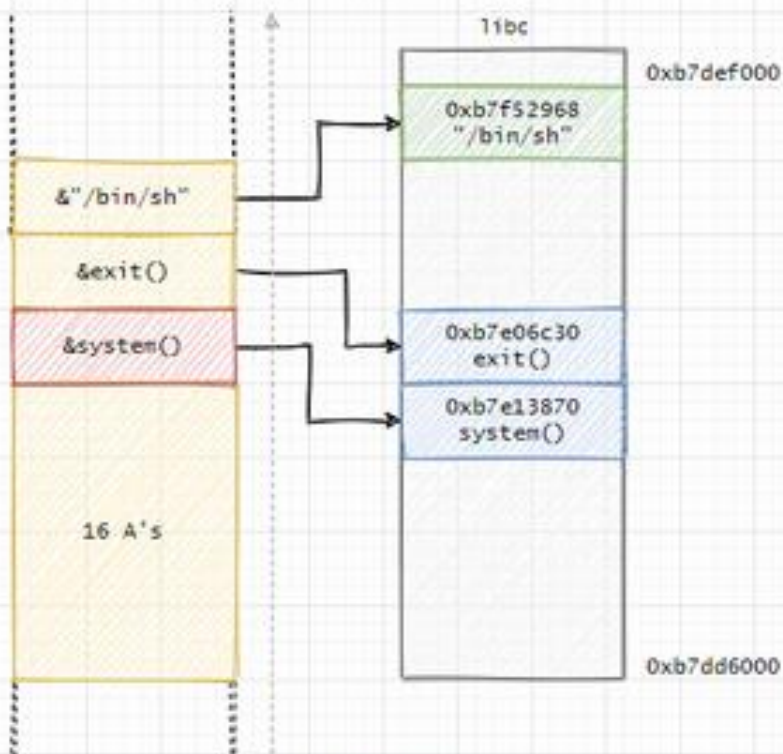 libc
0xb7def000
0xb7f52968
"/bin/sh"
&"/bin/sh"
&exit()
&system()
0xb7e06c30
exit()
0xb7e13870
system()
16 A's
0xb7dd6000